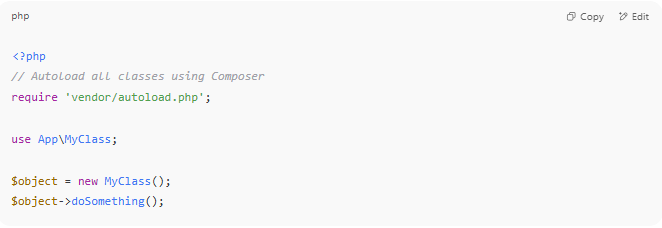 php
Copy
Edit
<?php
// Autoload all classes using Composer
require 'vendor/autoload.php';
use App\MyClass;
$object = new MyClass();
$object->doSomething();